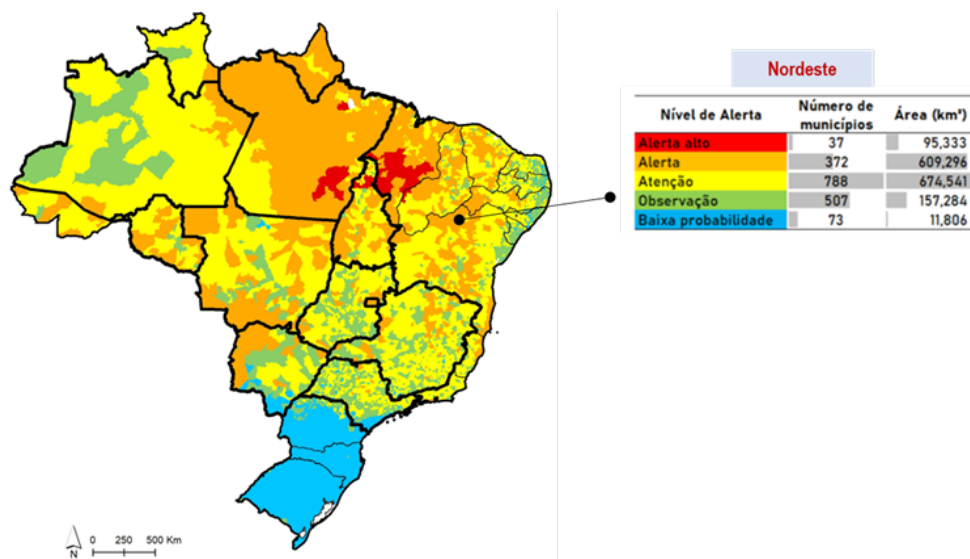 Nordeste
Nível de Alerta Número de municípios Área (km²)
Alerta alto 37 95,333
Alerta 372 609,296
Atenção 788 674,541
Observação 507 157,284
Baixa probabilidade 73 11,806
N 0 250 500 Km